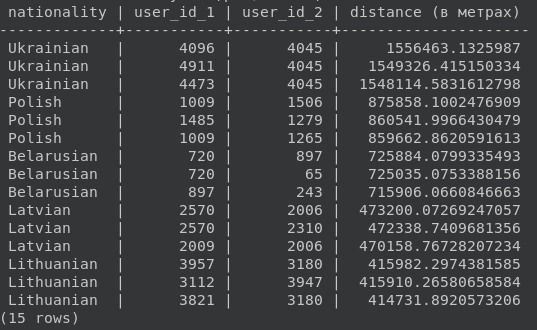 nationality | user_id_1 | user_id_2 | distance (в метрах)
-------------+-----------+-----------+---------------------
Ukrainian | 4096 | 4045 | 1556463.1325987
Ukrainian | 4911 | 4045 | 1549326.415150334
Ukrainian | 4473 | 4045 | 1548114.5831612798
Polish | 1009 | 1506 | 875858.1002476909
Polish | 1485 | 1279 | 860541.9966430479
Polish | 1009 | 1265 | 859662.8620591613
Belarusian | 720 | 897 | 725884.0799335493
Belarusian | 720 | 65 | 725035.0753388156
Belarusian | 897 | 243 | 715906.0660846663
Latvian | 2570 | 2006 | 473200.07269247057
Latvian | 2570 | 2310 | 472338.7409681356
Latvian | 2009 | 2006 | 470158.76728207234
Lithuanian | 3957 | 3180 | 415982.2974381585
Lithuanian | 3112 | 3947 | 415910.26580658584
Lithuanian | 3821 | 3180 | 414731.8920573206
(15 rows)